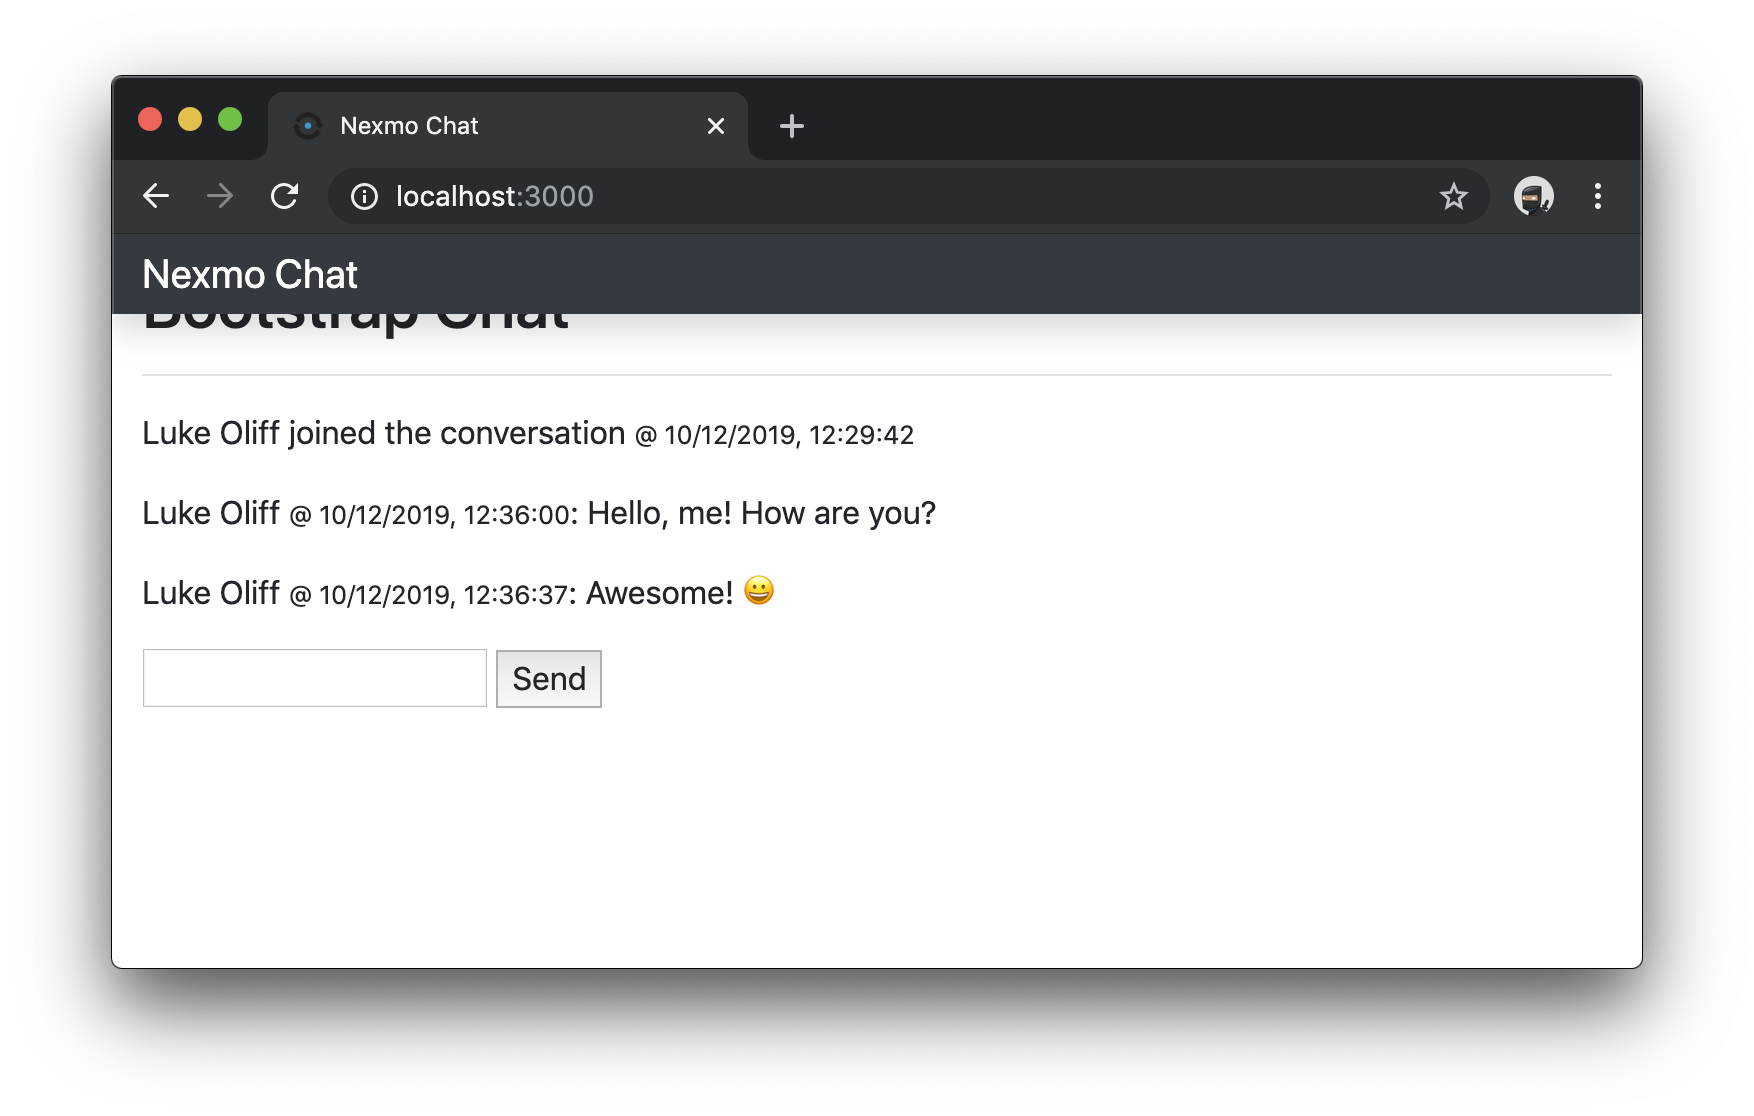 Nexmo Chat
localhost:3000
Nexmo Chat
Bootstrap Chat
Luke Oliff joined the conversation @ 10/12/2019, 12:29:42
Luke Oliff @ 10/12/2019, 12:36:00: Hello, me! How are you?
Luke Oliff @ 10/12/2019, 12:36:37: Awesome! 😀
Send